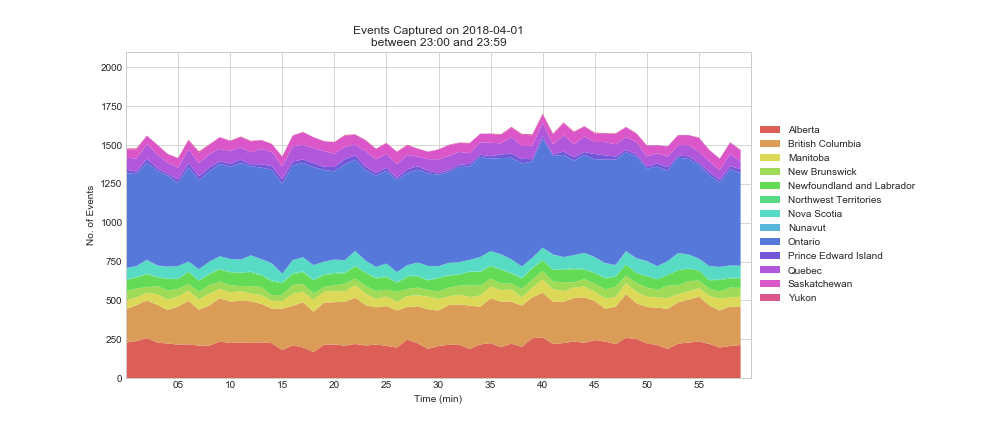 Events Captured on 2018-04-01
between 23:00 and 23:59
No. of Events
2000
1750
1500
1250
1000
750
500
250
0
05 10 15 20 25 30 35 40 45 50 55
Time (min)
Alberta
British Columbia
Manitoba
New Brunswick
Newfoundland and Labrador
Northwest Territories
Nova Scotia
Nunavut
Ontario
Prince Edward Island
Quebec
Saskatchewan
Yukon